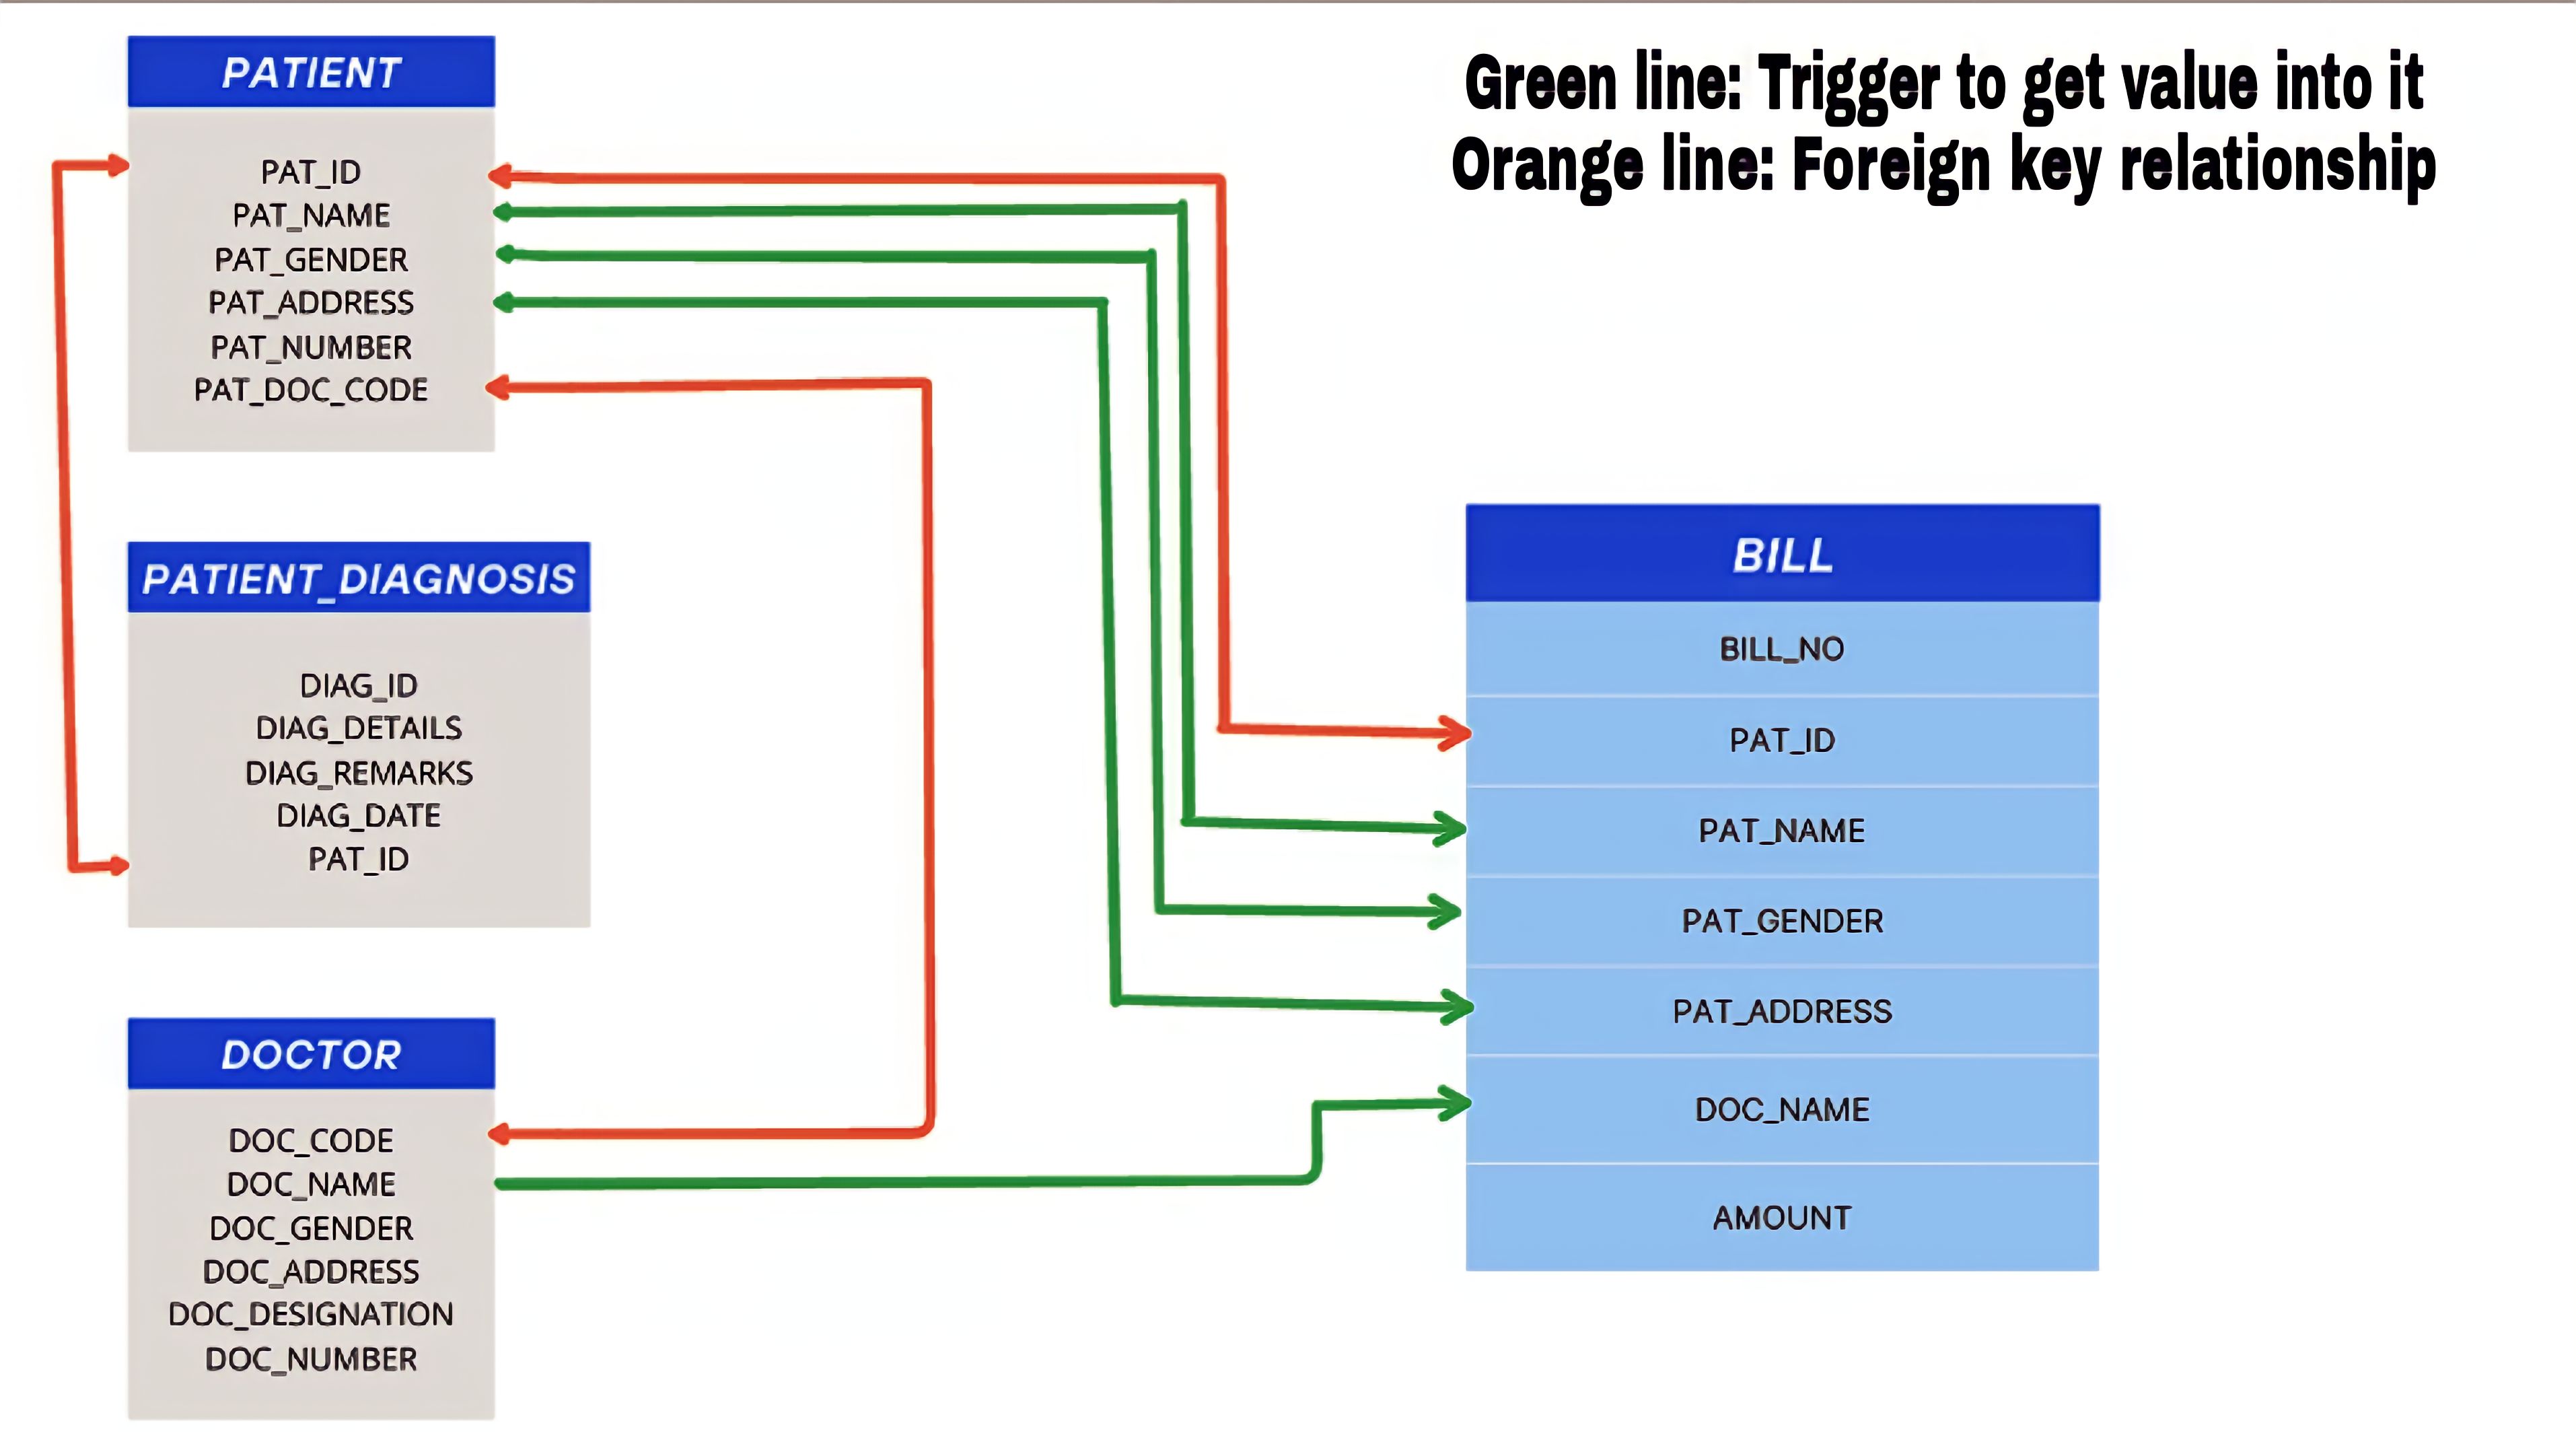 PATIENT
PAT_ID
PAT_NAME
PAT_GENDER
PAT_ADDRESS
PAT_NUMBER
PAT_DOC_CODE
Green line: Trigger to get value into it
Orange line: Foreign key relationship
PATIENT_DIAGNOSIS
DIAG_ID
DIAG_DETAILS
DIAG_REMARKS
DIAG_DATE
PAT_ID
DOCTOR
DOC_CODE
DOC_NAME
DOC_GENDER
DOC_ADDRESS
DOC_DESIGNATION
DOC_NUMBER
BILL
BILL_NO
PAT_ID
PAT_NAME
PAT_GENDER
PAT_ADDRESS
DOC_NAME
AMOUNT